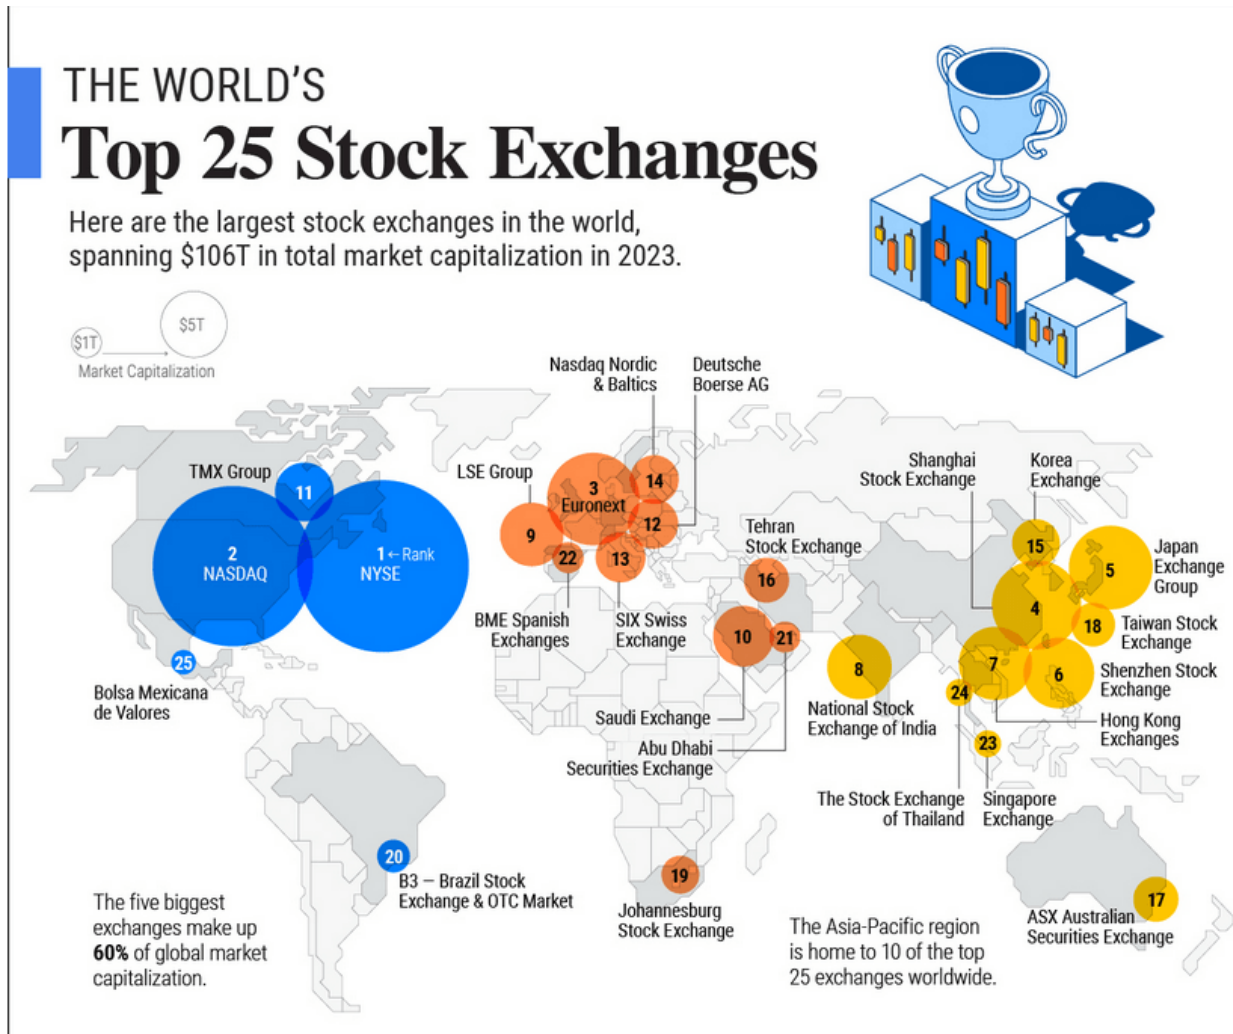 THE WORLD'S
Top 25 Stock Exchanges
Here are the largest stock exchanges in the world,
spanning $106T in total market capitalization in 2023.
$1T
$5T
Market Capitalization
Nasdaq Nordic
& Baltics
Deutsche
Boerse AG
TMX Group
11
LSE Group
3
Euronext
14
Shanghai
Stock Exchange
Korea
Exchange
2
NASDAQ
1 ← Rank
NYSE
9
22
13
12
Tehran
Stock Exchange
16
15
5
Japan
Exchange
Group
4
18
Taiwan Stock
Exchange
BME Spanish
Exchanges
SIX Swiss
Exchange
10
21
8
7
6
Shenzhen Stock
Exchange
25
Bolsa Mexicana
de Valores
24
Saudi Exchange
National Stock
Exchange of India
Hong Kong
Exchanges
Abu Dhabi
Securities Exchange
23
The Stock Exchange
of Thailand
Singapore
Exchange
20
B3 – Brazil Stock
Exchange & OTC Market
19
Johannesburg
Stock Exchange
17
ASX Australian
Securities Exchange
The five biggest
exchanges make up
60% of global market
capitalization.
The Asia-Pacific region
is home to 10 of the top
25 exchanges worldwide.